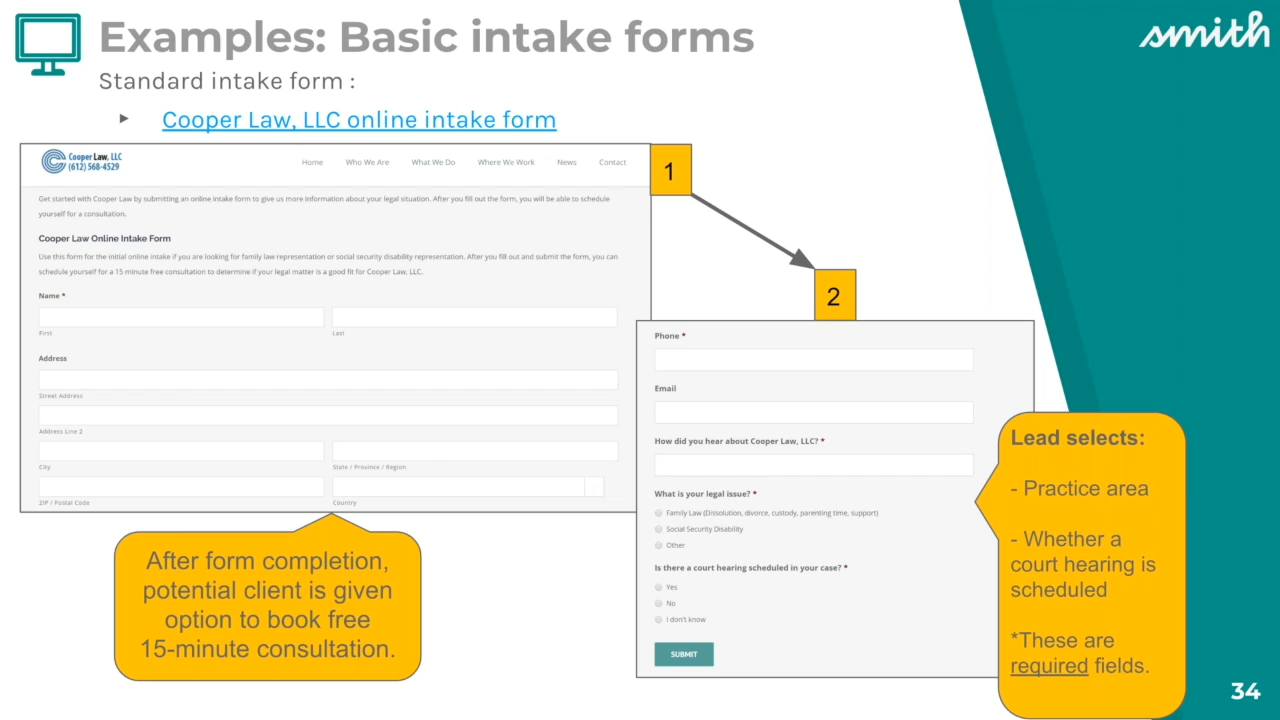 Examples: Basic intake forms
smith
Standard intake form :
► Cooper Law, LLC online intake form
Cooper Law, LLC
(612) 568-4529
Home Who We Are What We Do Where We Work News Contact
Get started with Cooper Law by submitting an online intake form to give us more information about your legal situation. After you fill out the form, you will be able to schedule
yourself for a consultation.
Cooper Law Online Intake Form
Use this form for the initial online intake if you are looking for family law representation or social security disability representation. After you fill out and submit the form, you can
schedule yourself for a 15 minute free consultation to determine if your legal matter is a good fit for Cooper Law, LLC.
Name *
First Last
Address
Street Address
Address Line 2
City State / Province / Region
ZIP / Postal Code Country
After form completion,
potential client is given
option to book free
15-minute consultation.
1
2
Phone *
Email
How did you hear about Cooper Law, LLC? *
What is your legal issue? *
Family Law (Dissolution, divorce, custody, parenting time, support)
Social Security Disability
Other
Is there a court hearing scheduled in your case? *
Yes
No
I don't know
SUBMIT
Lead selects:
- Practice area
- Whether a
court hearing is
scheduled
*These are
required fields.
34